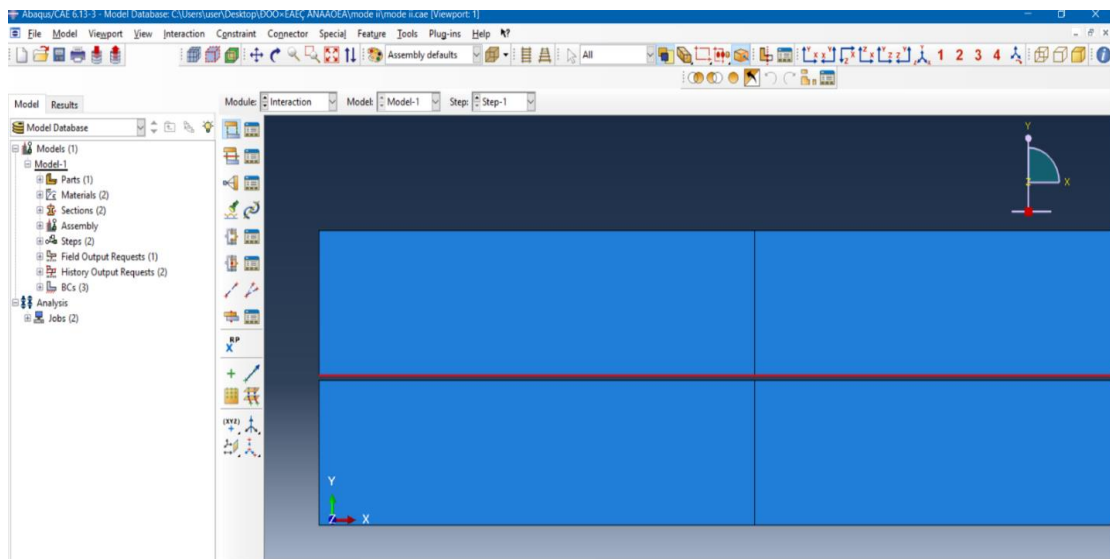 Abaqus/CAE 6.13-3 - Model Database: C:\Users\user\Desktop\ÐOO×EAEÇ ANAAOEA\mode ii\mode ii.cae [Viewport: 1]
File Model Viewport View Interaction Constraint Connector Special Feature Tools Plug-ins Help
Assembly defaults All 1 2 3 4
Model Results Module: Interaction Model: Model-1 Step: Step-1
Model Database
Models (1)
Model-1
Parts (1)
Materials (2)
Sections (2)
Assembly
Steps (2)
Field Output Requests (1)
History Output Requests (2)
BCs (3)
Analysis
Jobs (2)
RP
(XYZ)
Y
Z X
Y
Z X